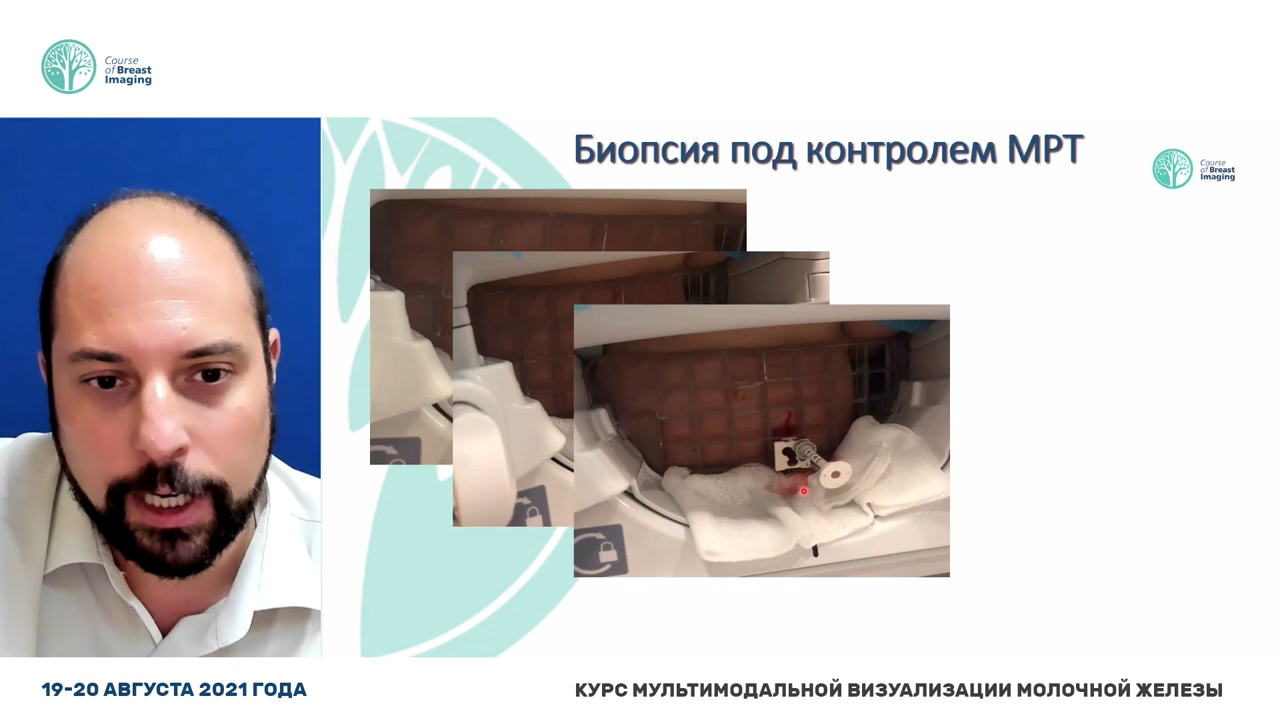 Course
of Breast
Imaging
Биопсия под контролем МРТ
Course
of Breast
Imaging
19-20 АВГУСТА 2021 ГОДА
КУРС МУЛЬТИМОДАЛЬНОЙ ВИЗУАЛИЗАЦИИ МОЛОЧНОЙ ЖЕЛЕЗЫ